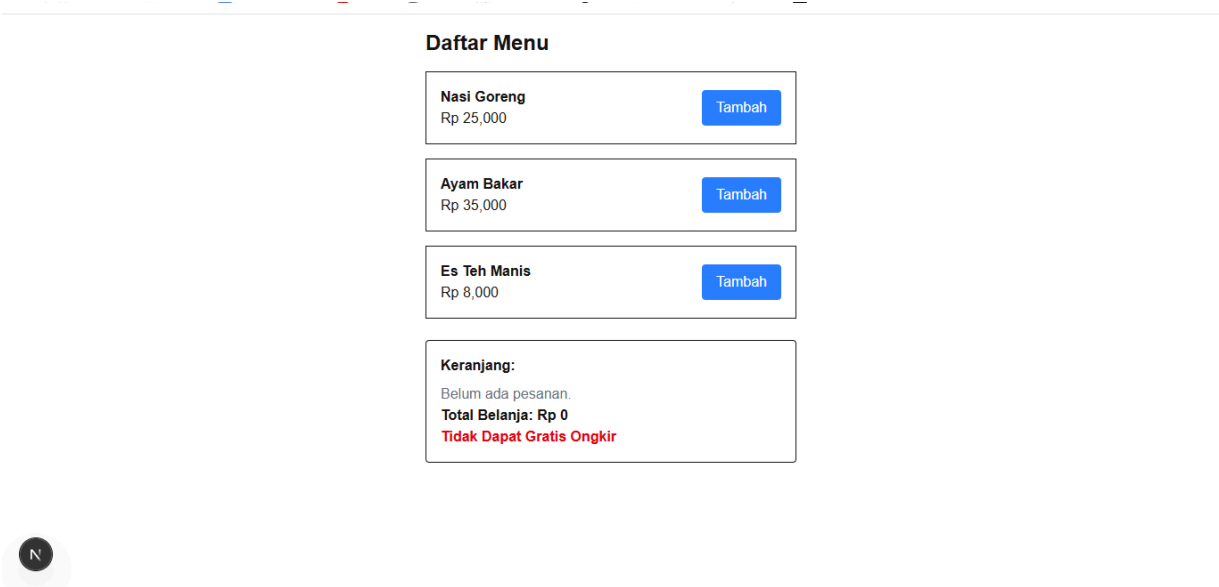 Daftar Menu
Nasi Goreng
Rp 25,000
Tambah
Ayam Bakar
Rp 35,000
Tambah
Es Teh Manis
Rp 8,000
Tambah
Keranjang:
Belum ada pesanan.
Total Belanja: Rp 0
Tidak Dapat Gratis Ongkir
N